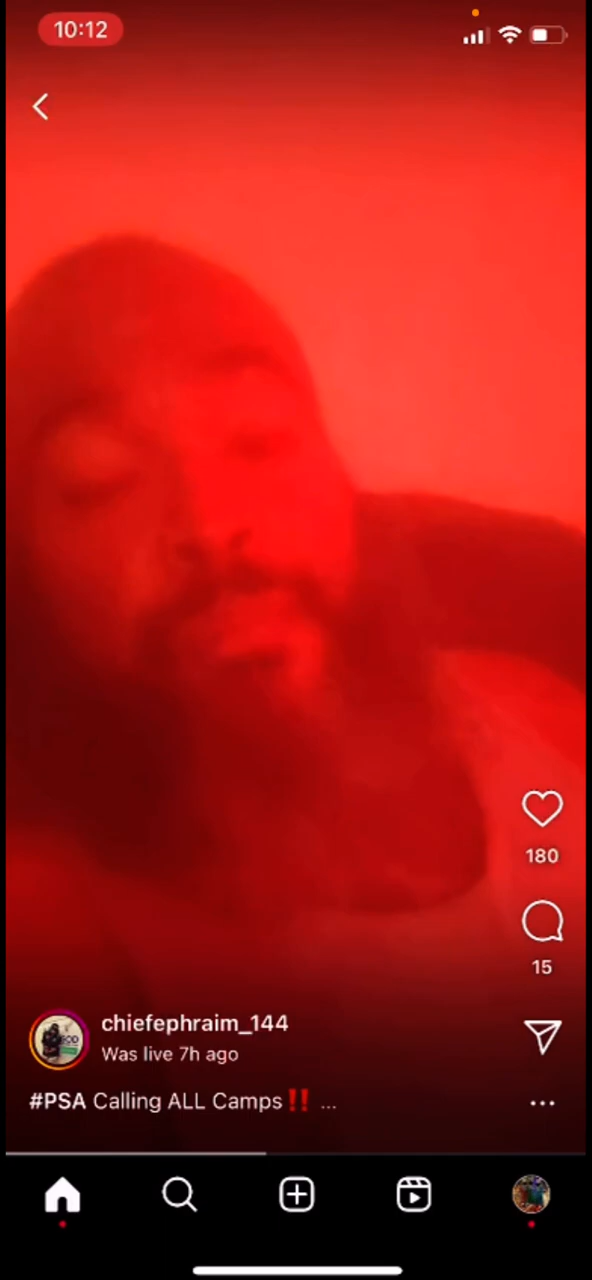 10:12
180
15
chiefephraim_144
Was live 7h ago
#PSA Calling ALL Camps‼️ ...